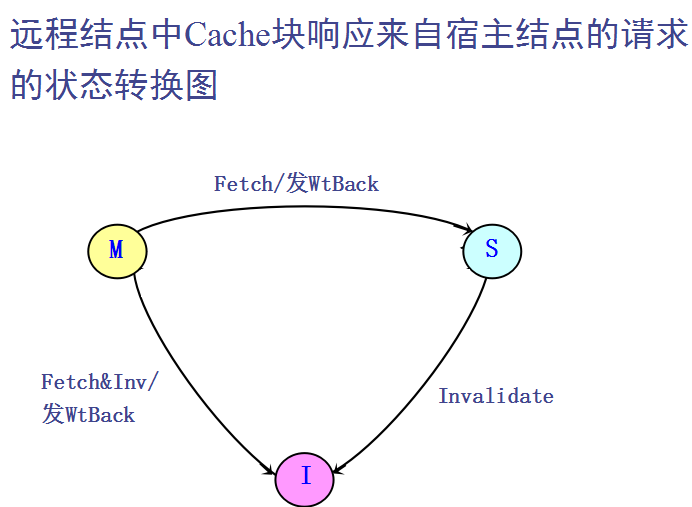 远程结点中Cache块响应来自宿主结点的请求
的状态转换图
Fetch/发WtBack
M
S
Fetch&Inv/
发WtBack
Invalidate
I